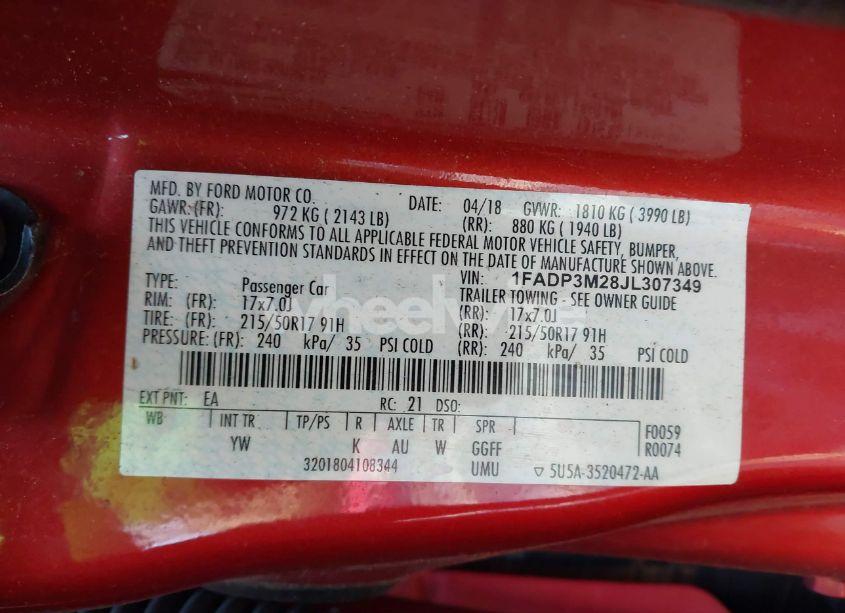 MFD. BY FORD MOTOR CO. DATE: 04/18 GVWR: 1810 KG ( 3990 LB)
GAWR: (FR): 972 KG ( 2143 LB) (RR): 880 KG ( 1940 LB)
THIS VEHICLE CONFORMS TO ALL APPLICABLE FEDERAL MOTOR VEHICLE SAFETY, BUMPER,
AND THEFT PREVENTION STANDARDS IN EFFECT ON THE DATE OF MANUFACTURE SHOWN ABOVE.
VIN: 1FADP3M28JL307349
TYPE: Passenger Car TRAILER TOWING - SEE OWNER GUIDE
RIM: (FR): 17x7.0J (RR): 17x7.0J
TIRE: (FR): 215/50R17 91H (RR): 215/50R17 91H
PRESSURE: (FR): 240 kPa/ 35 PSI COLD (RR): 240 kPa/ 35 PSI COLD
EXT PNT: EA RC: 21 DSO:
WB INT TR TP/PS R AXLE TR SPR F0059
YW K AU W GGFF R0074
3201804108344 UMU ▽ 5U5A-3520472-AA